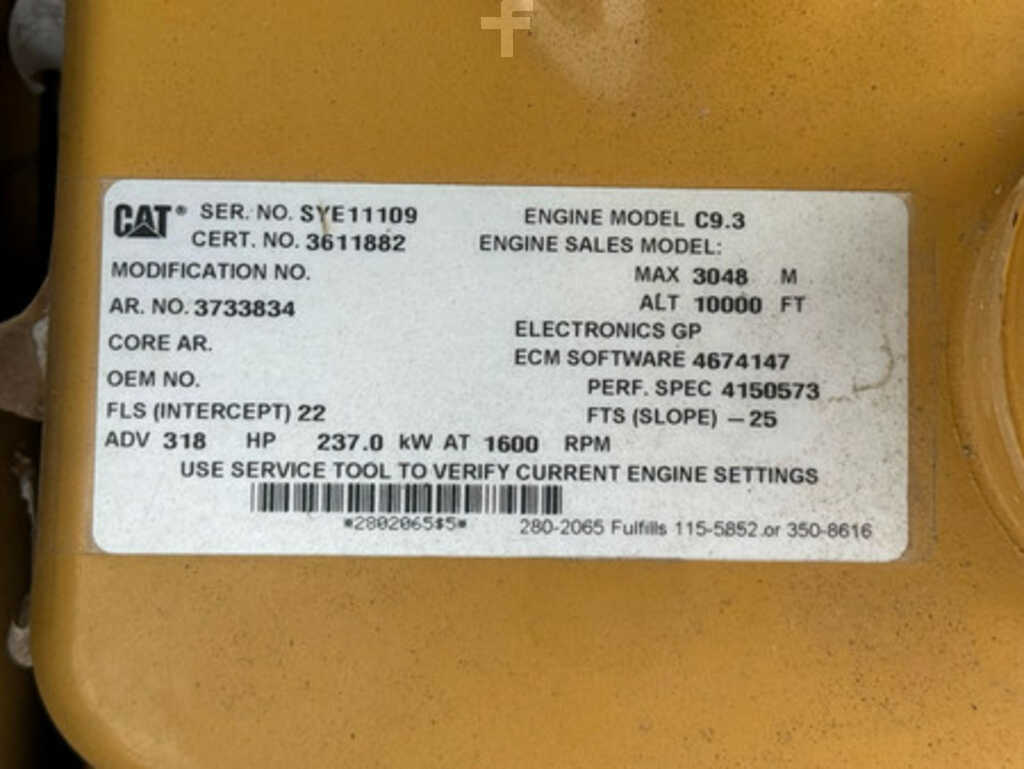 f
CAT® SER. NO. SYE11109 ENGINE MODEL C9.3
CERT. NO. 3611882 ENGINE SALES MODEL:
MODIFICATION NO. MAX 3048 M
AR. NO. 3733834 ALT 10000 FT
CORE AR. ELECTRONICS GP
ECM SOFTWARE 4674147
OEM NO. PERF. SPEC 4150573
FLS (INTERCEPT) 22 FTS (SLOPE) -25
ADV 318 HP 237.0 kW AT 1600 RPM
USE SERVICE TOOL TO VERIFY CURRENT ENGINE SETTINGS
*2802065$5* 280-2065 Fulfills 115-5852.or 350-8616